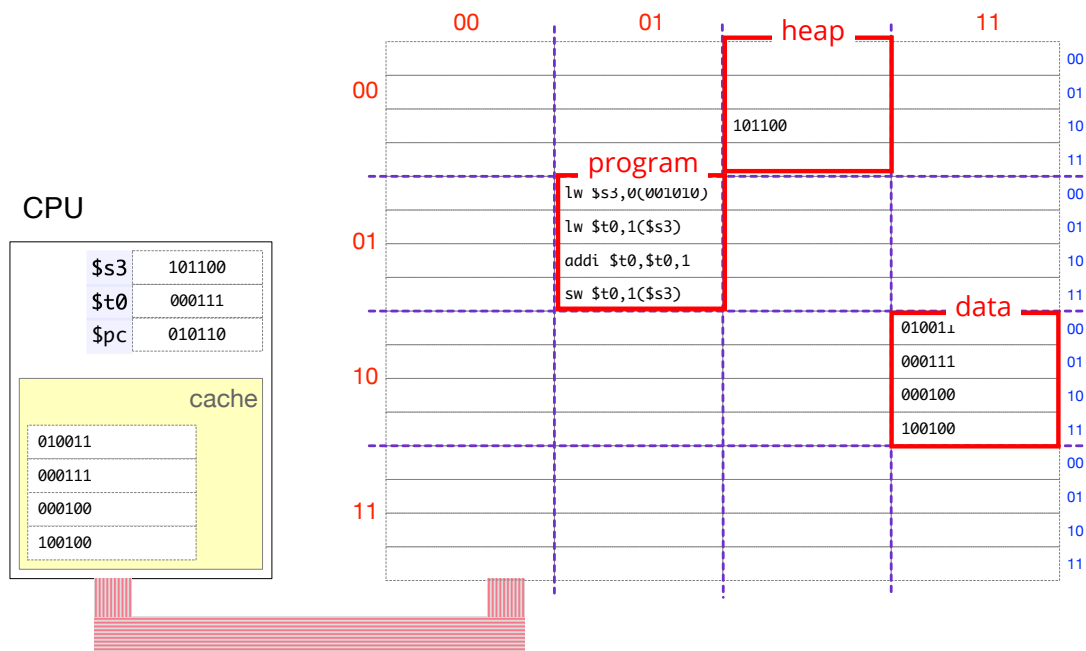 00 01 11
heap
00
00
01
101100
10
11
program
lw $s3,0(001010)
00
CPU
lw $t0,1($s3)
01
01
addi $t0,$t0,1
10
$s3 101100
sw $t0,1($s3)
11
$t0 000111
data
$pc 010110
010011
00
000111
01
10
000100
10
cache
100100
11
010011
00
000111
01
000100
11
10
100100
11